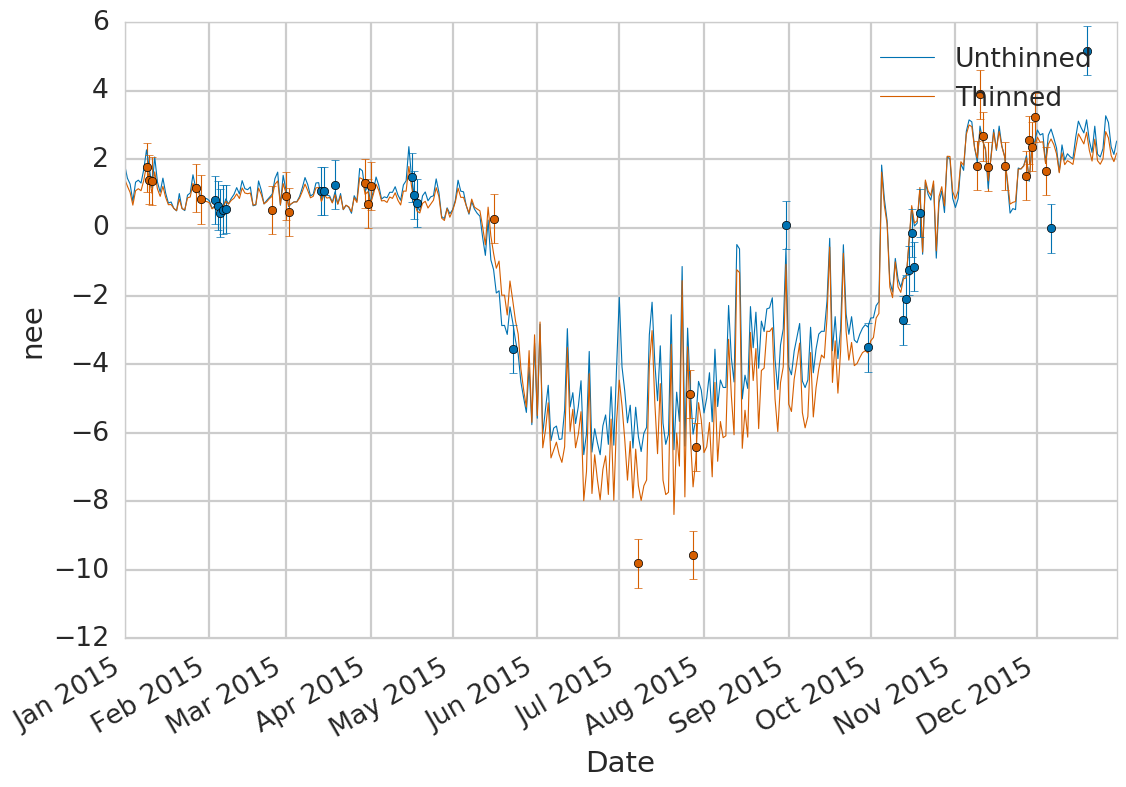 6
4
2
0
−2
−4
−6
−8
−10
−12
nee
Unthinned
Thinned
Jan 2015
Feb 2015
Mar 2015
Apr 2015
May 2015
Jun 2015
Jul 2015
Aug 2015
Sep 2015
Oct 2015
Nov 2015
Dec 2015
Date